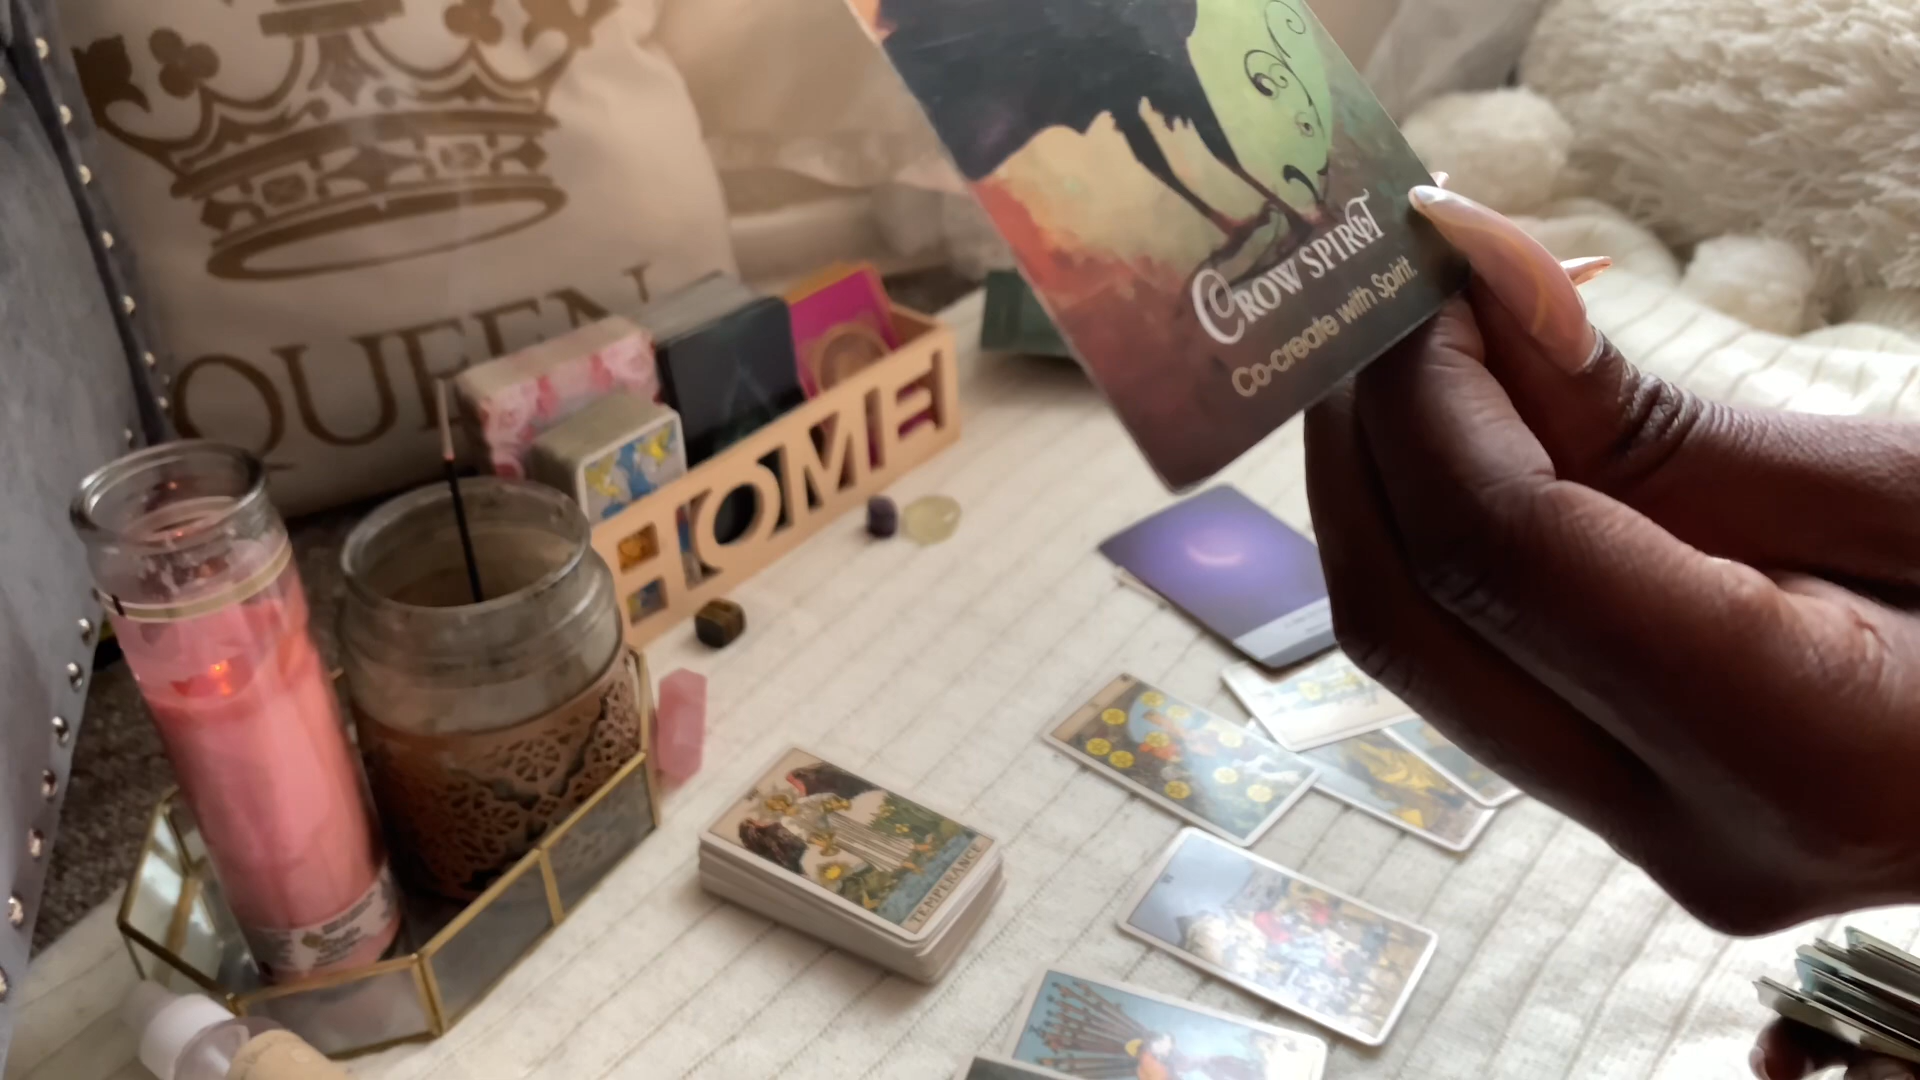 QUEEN
CROW SPIRIT
Co-create with Spirit.
HOME
TEMPERANCE